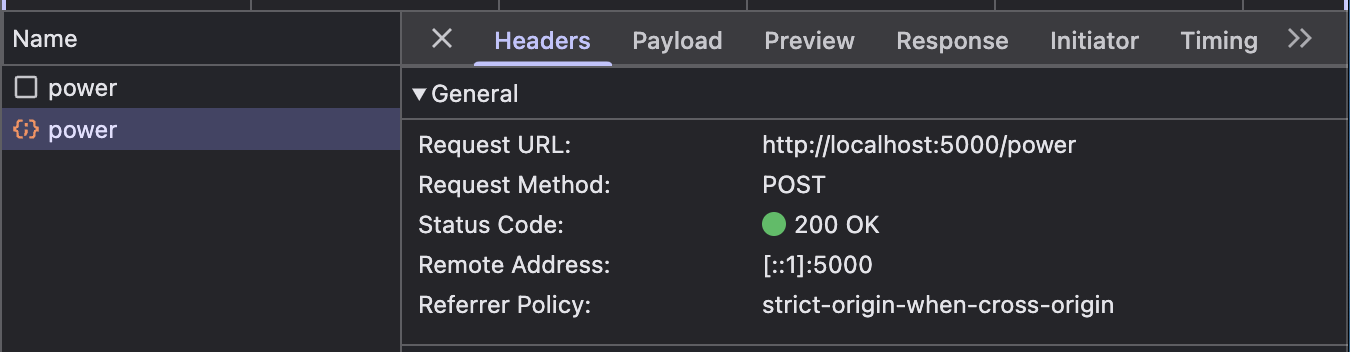 Name
Headers Payload Preview Response Initiator Timing
power
power
General
Request URL: http://localhost:5000/power
Request Method: POST
Status Code: 200 OK
Remote Address: [::1]:5000
Referrer Policy: strict-origin-when-cross-origin